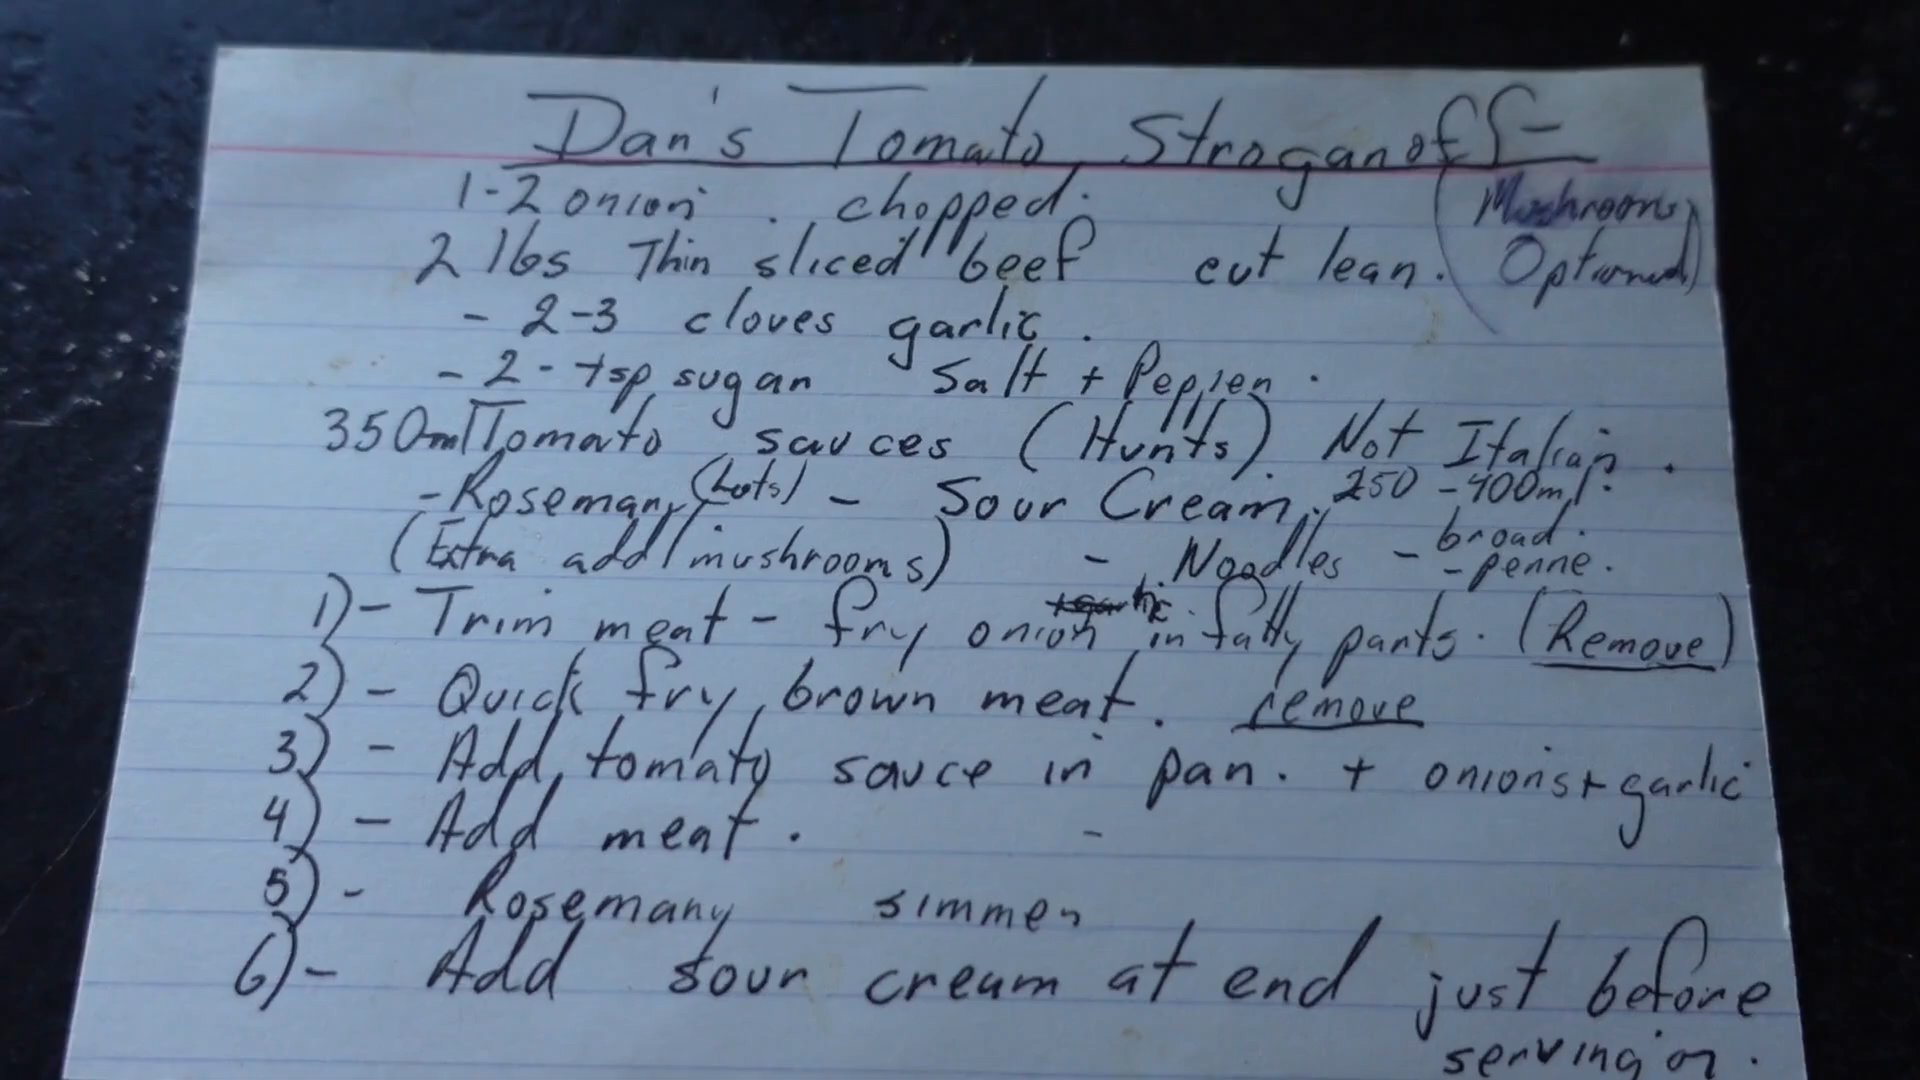 Dan's Tomato Stroganoff -
1-2 onion . chopped. (Mushrooms
2 lbs Thin sliced beef cut lean. Optional)
- 2-3 cloves garlic .
- 2 - tsp sugar Salt + Pepper .
350ml Tomato sauces (Hunts). Not Italian .
- Rosemary (Lots) - Sour Cream. 250 - 400ml.
(Extra add / mushrooms) - Noodles - broad.
- penne .
1) - Trim meat - fry onion in fatty parts. (Remove)
2) - Quick fry, brown meat. remove
3) - Add tomato sauce in pan. + onions + garlic
4) - Add meat . -
5) - Rosemary simmer
6) - Add sour cream at end just before
serving